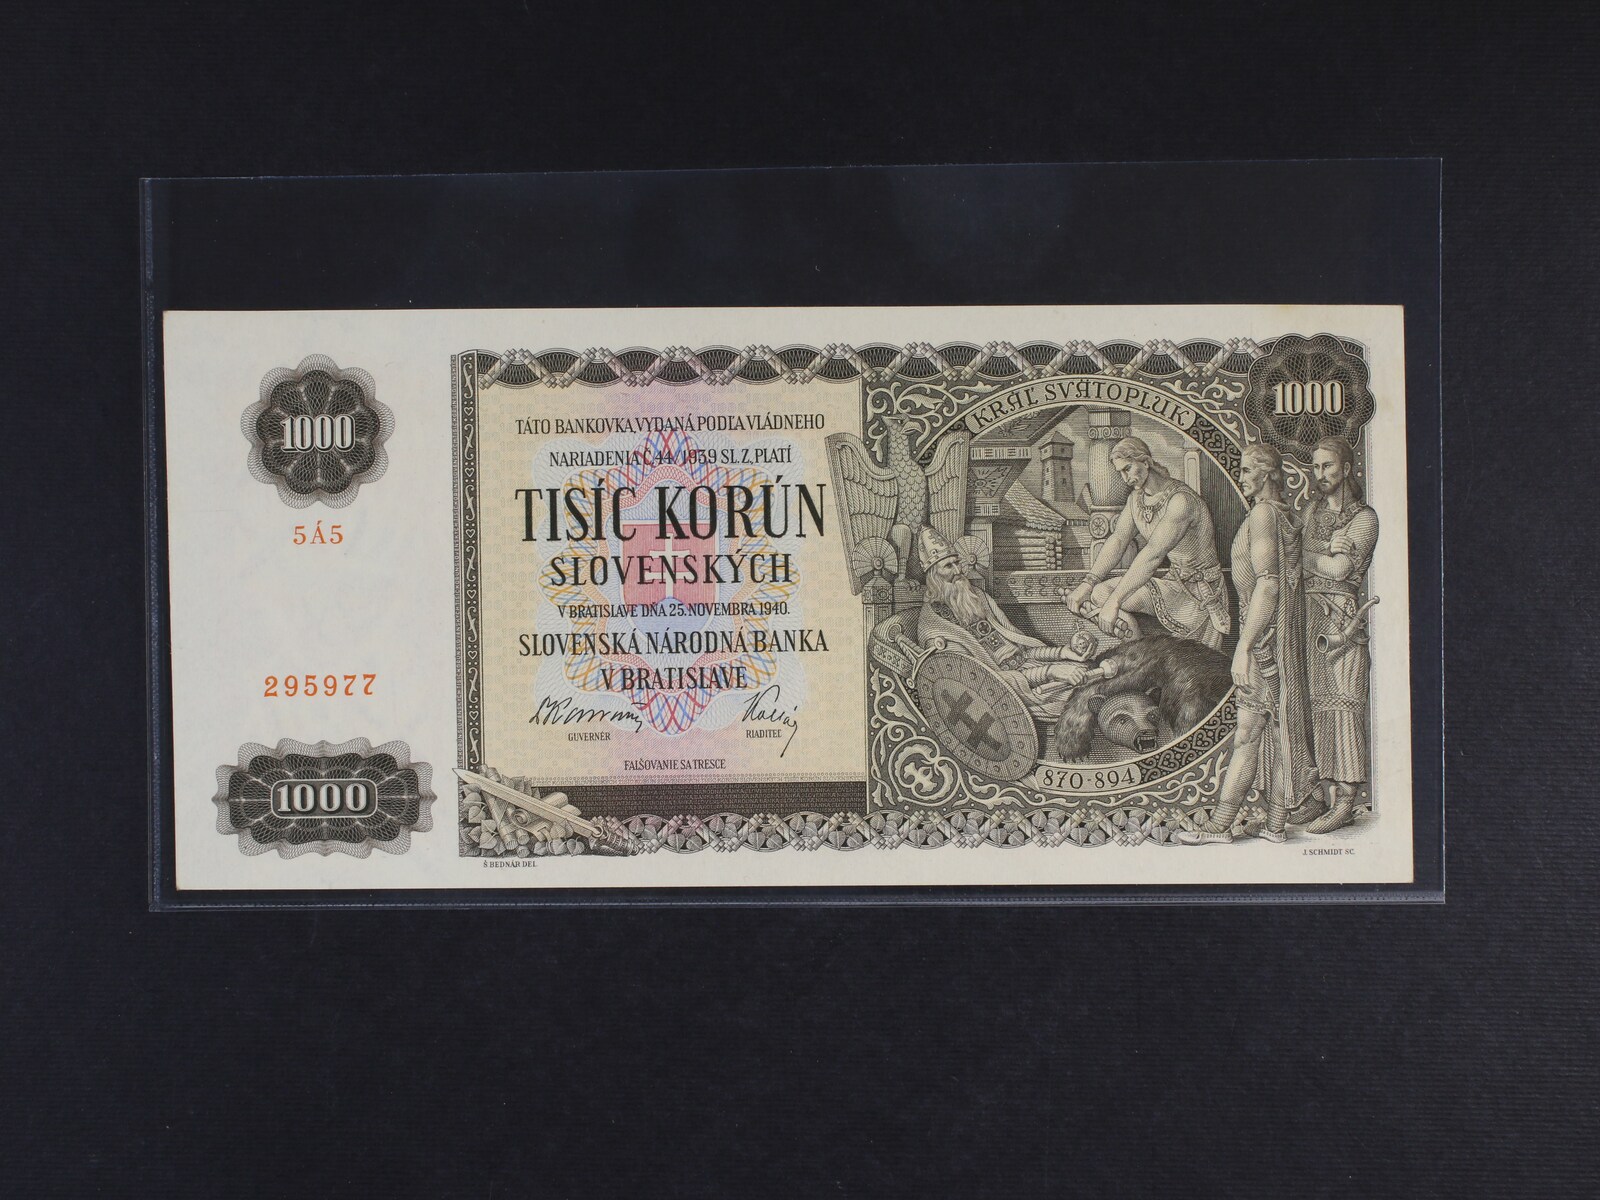 1000
5Á5
295977
1000
TÁTO BANKOVKA, VYDANÁ PODĽA VLÁDNEHO
NARIADENIA Č. 44/1939 SL. Z., PLATÍ
TISÍC KORÚN
SLOVENSKÝCH
V BRATISLAVE DŇA 25. NOVEMBRA 1940.
SLOVENSKÁ NÁRODNÁ BANKA
V BRATISLAVE
GUVERNÉR
RIADITEĽ
FALŠOVANIE SA TRESCE
Š. BEDNÁR DEL.
KRÁĽ SVÄTOPLUK
1000
870-894
J. SCHMIDT SC.